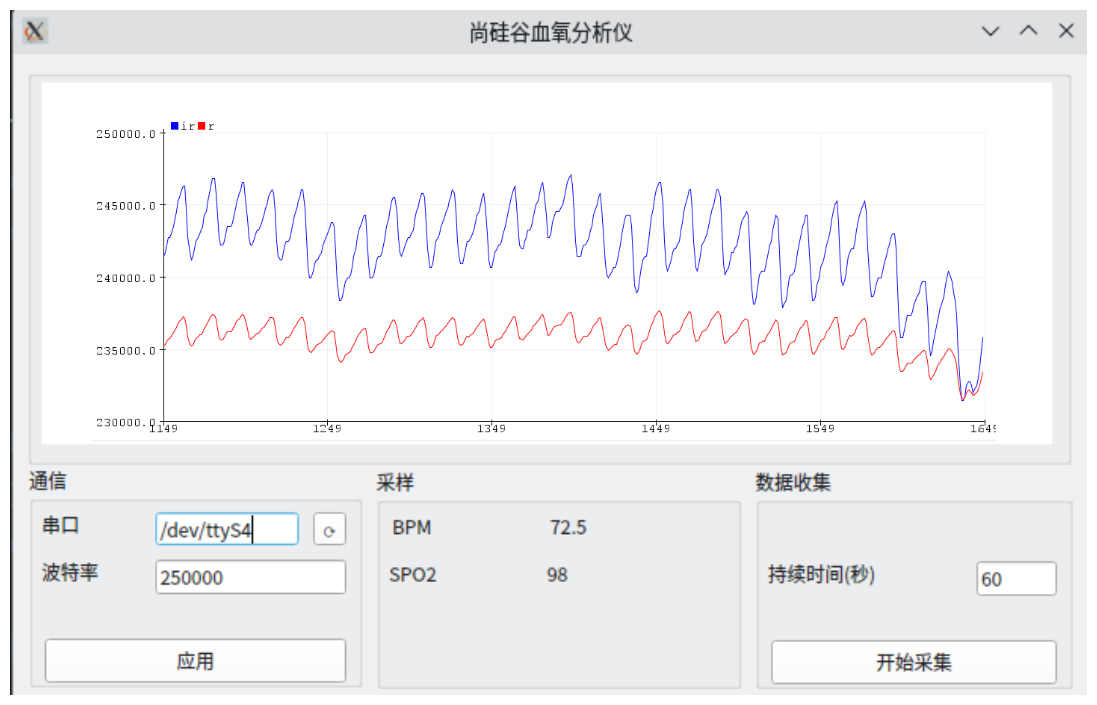 尚硅谷血氧分析仪
ir r
250000.0
245000.0
240000.0
235000.0
230000.0
1149 1249 1349 1449 1549 1649
通信 采样 数据收集
串口 /dev/ttyS4 BPM 72.5
波特率 250000 SPO2 98 持续时间(秒) 60
应用 开始采集